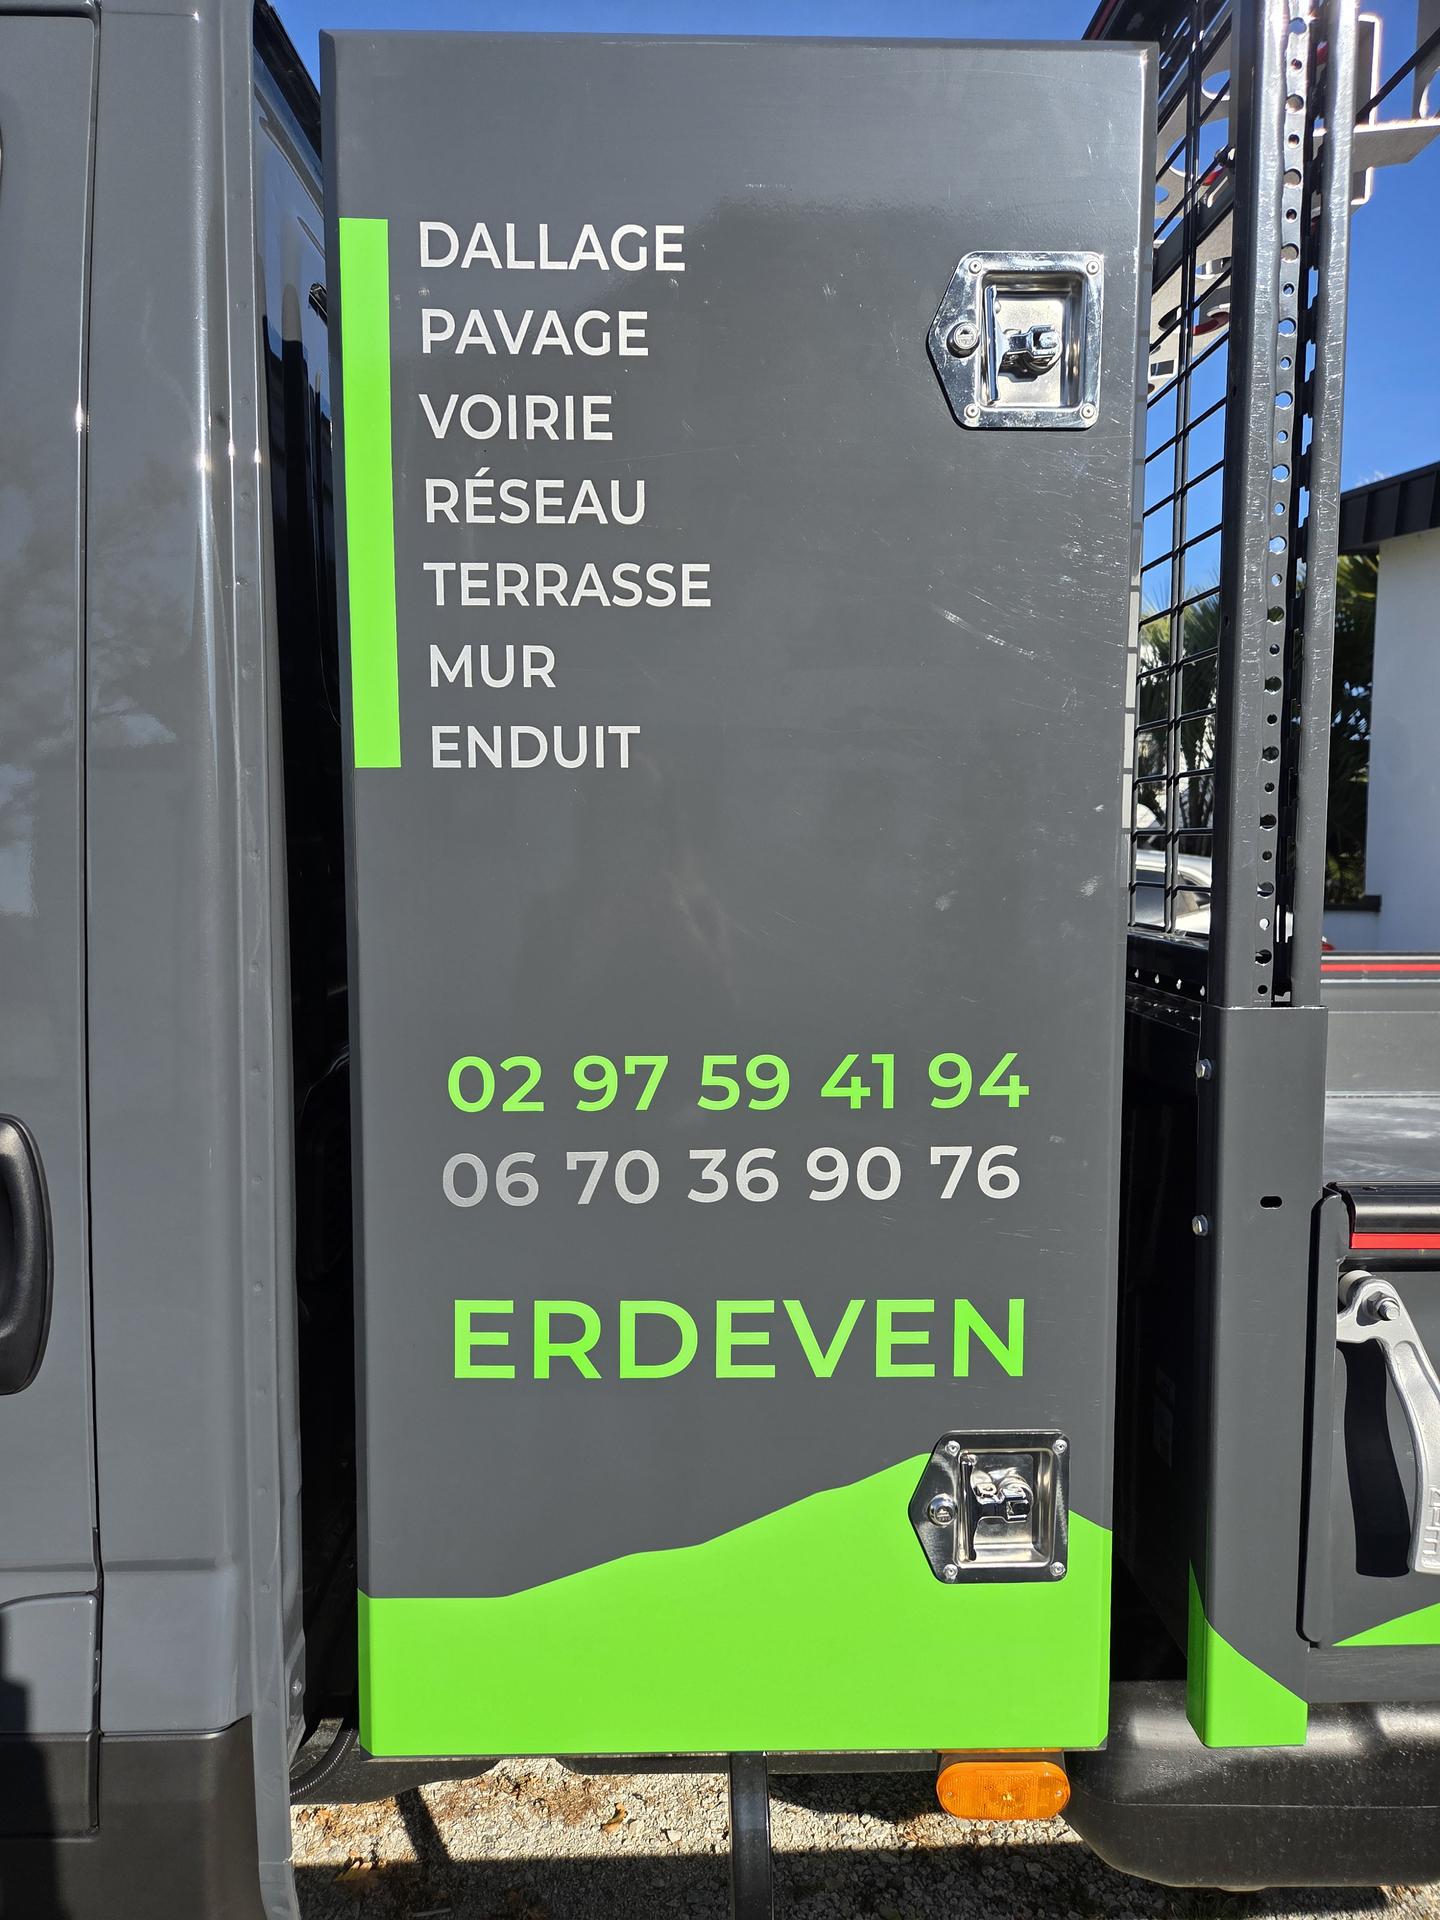 DALLAGE
PAVAGE
VOIRIE
RÉSEAU
TERRASSE
MUR
ENDUIT
02 97 59 41 94
06 70 36 90 76
ERDEVEN